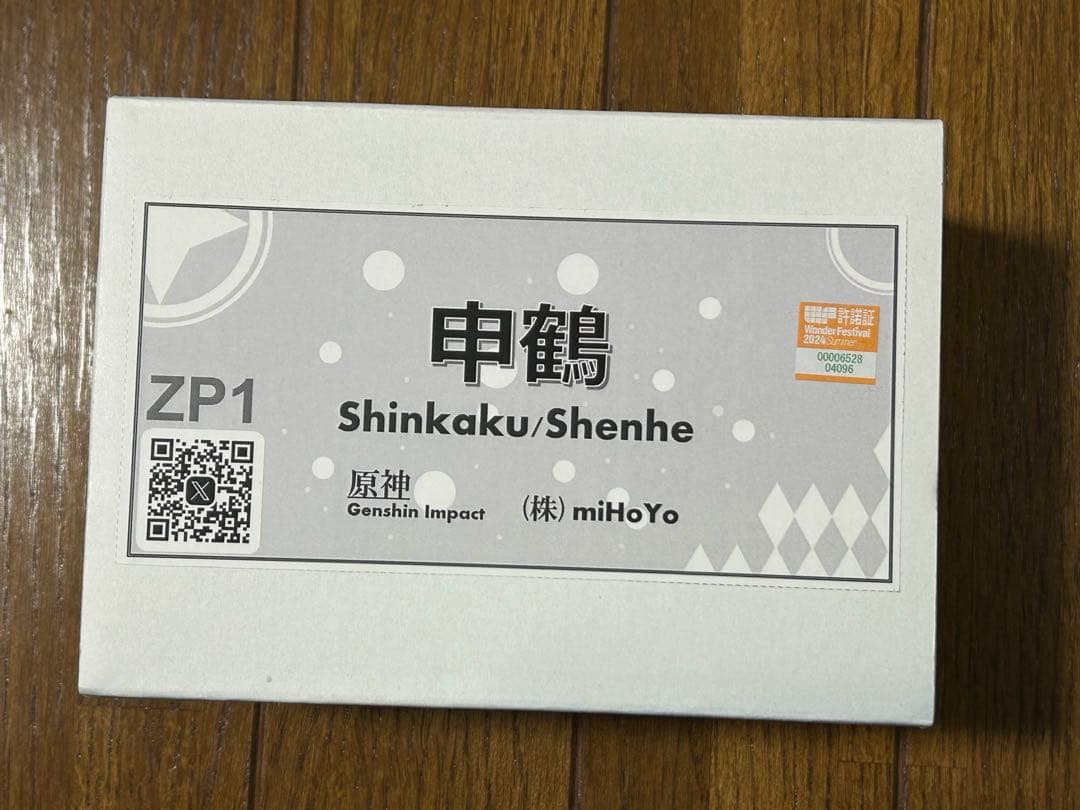 申鶴
Shinkaku/Shenhe
ZP1
原神
Genshin Impact
(株) miHoYo
WF 許諾証
Wonder Festival
2024 Summer
00006528
04096
X